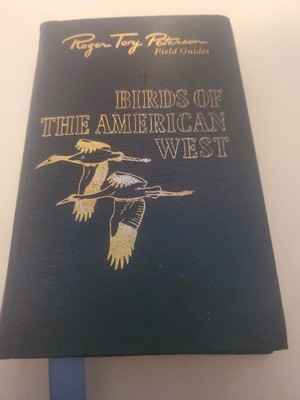 Roger Tory Peterson
Field Guides
BIRDS OF
THE AMERICAN
WEST